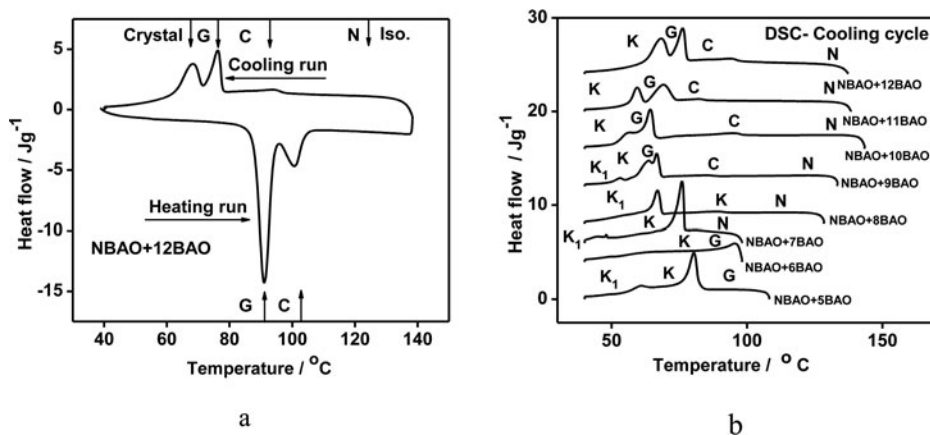 Crystal G C N Iso.
Cooling run
Heating run
NBAO+12BAO
G C
Heat flow / Jg-1
5
0
-5
-10
-15
40 60 80 100 120 140
Temperature / oC
a
DSC- Cooling cycle
K G C N
NBAO+12BAO
K G C N
NBAO+11BAO
K G C N
NBAO+10BAO
K1 K G C N
NBAO+9BAO
K1 K N
NBAO+8BAO
K1 K N
NBAO+7BAO
K G
NBAO+6BAO
K1 K G
NBAO+5BAO
Heat flow / Jg-1
30
20
10
0
50 100 150
Temperature / o C
b